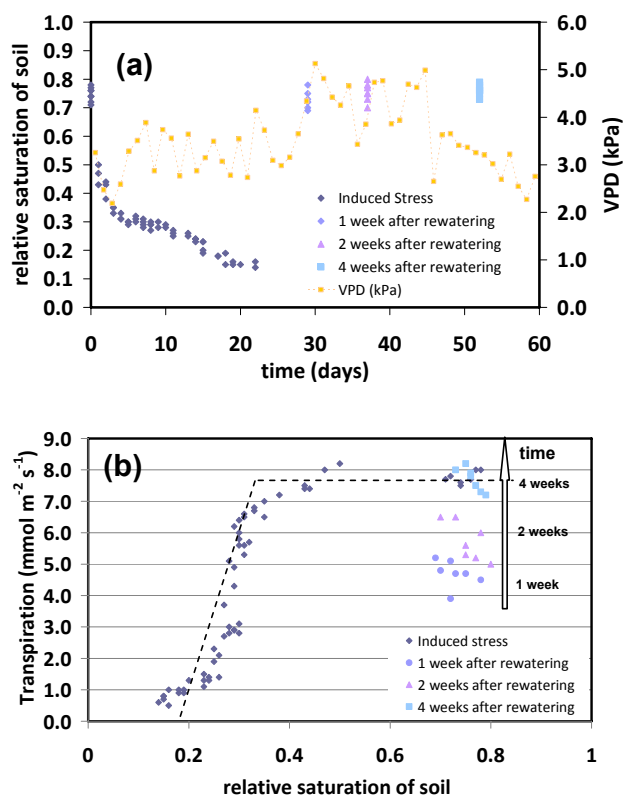 (a)
relative saturation of soil
1.0
0.9
0.8
0.7
0.6
0.5
0.4
0.3
0.2
0.1
0.0
6.0
5.0
4.0
3.0
2.0
1.0
0.0
VPD (kPa)
Induced Stress
1 week after rewatering
2 weeks after rewatering
4 weeks after rewatering
VPD (kPa)
0 10 20 30 40 50 60
time (days)
(b)
Transpiration (mmol m⁻² s⁻¹)
9.0
8.0
7.0
6.0
5.0
4.0
3.0
2.0
1.0
0.0
time
4 weeks
2 weeks
1 week
Induced stress
1 week after rewatering
2 weeks after rewatering
4 weeks after rewatering
0 0.2 0.4 0.6 0.8 1
relative saturation of soil